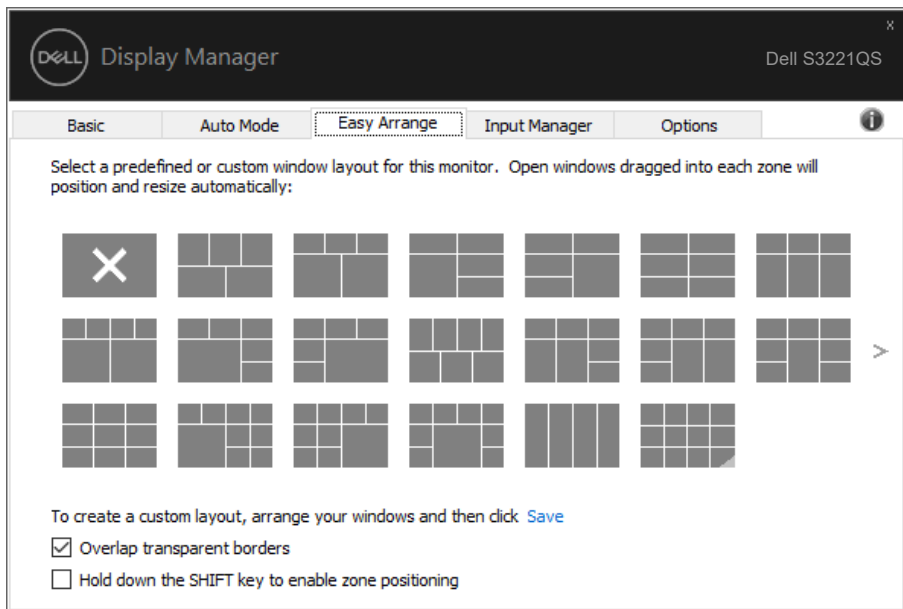 x
DELL Display Manager
Dell S3221QS
Basic Auto Mode Easy Arrange Input Manager Options
Select a predefined or custom window layout for this monitor. Open windows dragged into each zone will
position and resize automatically:
>
To create a custom layout, arrange your windows and then click Save
Overlap transparent borders
Hold down the SHIFT key to enable zone positioning